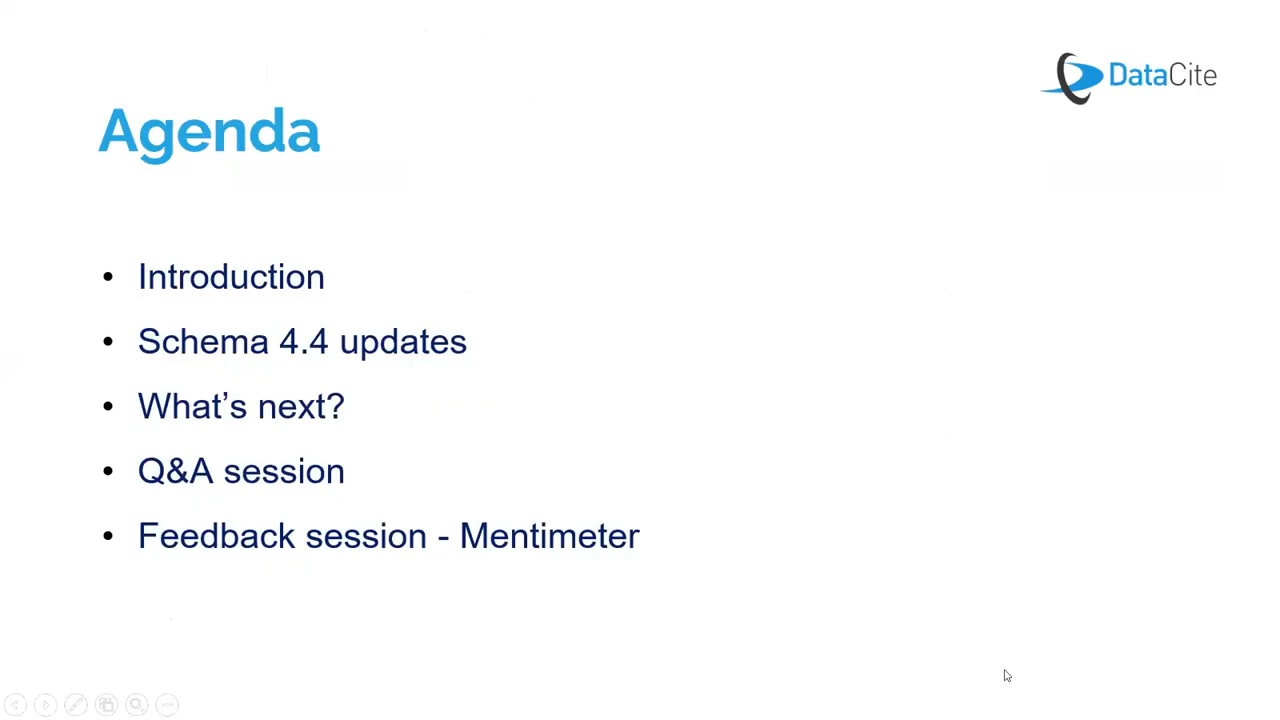 DataCite
Agenda
• Introduction
• Schema 4.4 updates
• What's next?
• Q&A session
• Feedback session - Mentimeter